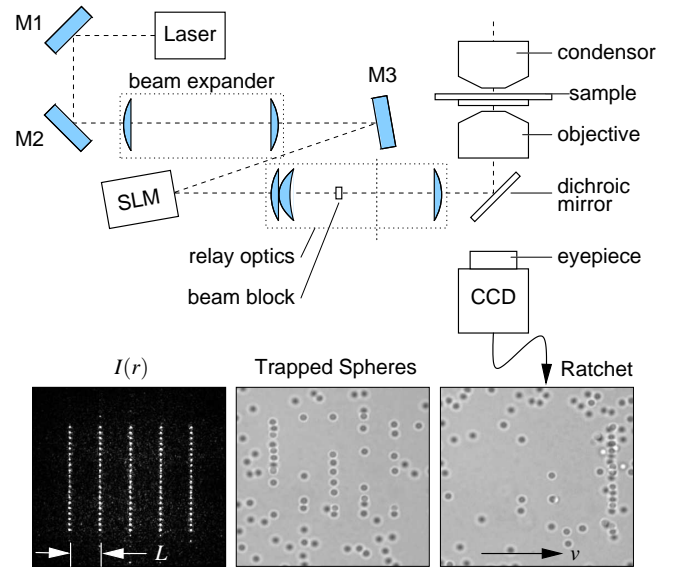 M1
Laser
condensor
beam expander
M3
sample
M2
objective
SLM
dichroic
mirror
relay optics
eyepiece
beam block
CCD
I(r)
Trapped Spheres
Ratchet
L
v